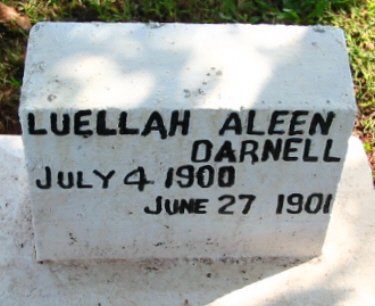 LUELLAH ALEEN
DARNELL
JULY 4 1900
JUNE 27 1901